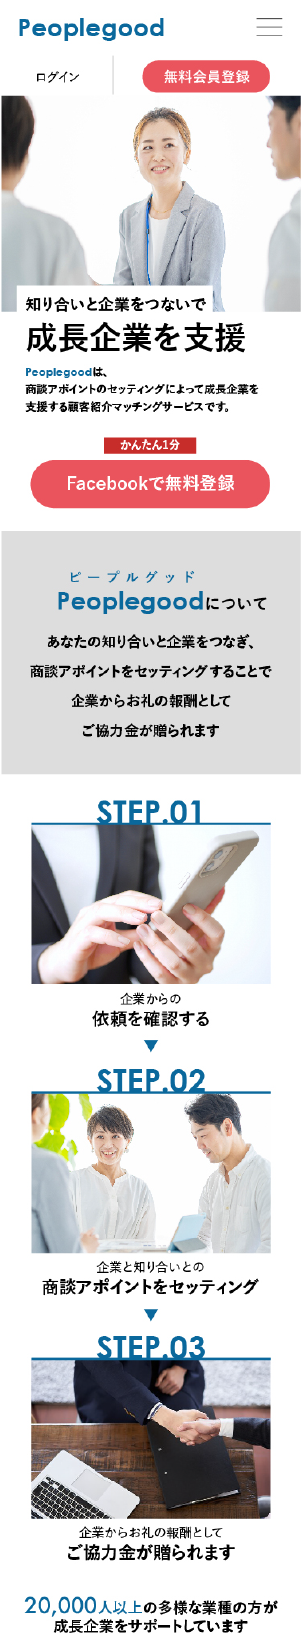 Peoplegood
ログイン
無料会員登録
知り合いと企業をつないで
成長企業を支援
Peoplegoodは、
商談アポイントのセッティングによって成長企業を
支援する顧客紹介マッチングサービスです。
かんたん1分
Facebookで無料登録
ピープルグッド
Peoplegoodについて
あなたの知り合いと企業をつなぎ、
商談アポイントをセッティングすることで
企業からお礼の報酬として
ご協力金が贈られます
STEP.01
企業からの
依頼を確認する
▼
STEP.02
企業と知り合いとの
商談アポイントをセッティング
▼
STEP.03
企業からお礼の報酬として
ご協力金が贈られます
20,000人以上の多様な業種の方が
成長企業をサポートしています